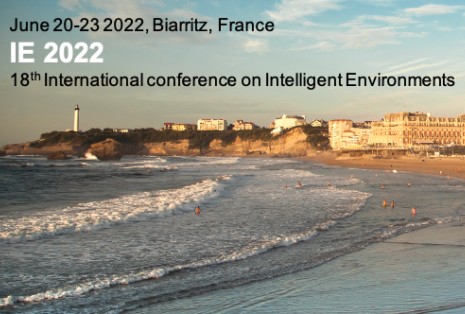 June 20-23 2022, Biarritz, France
IE 2022
18th International conference on Intelligent Environments